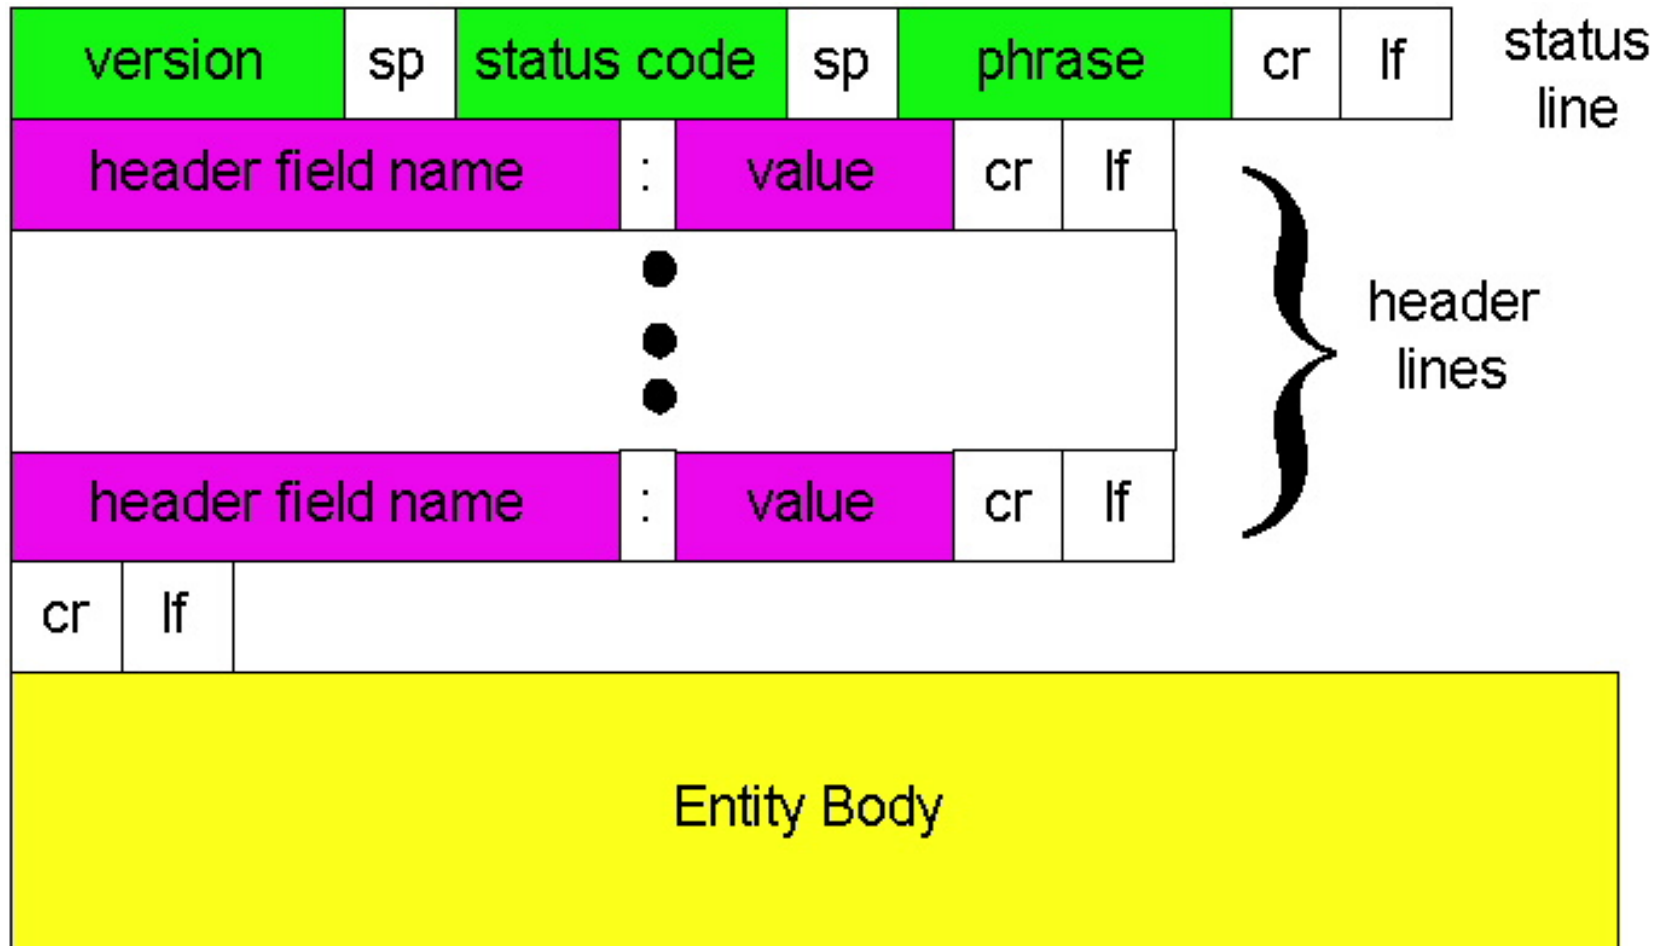 version sp status code sp phrase cr lf status line
header field name : value cr lf
header lines
header field name : value cr lf
cr lf
Entity Body